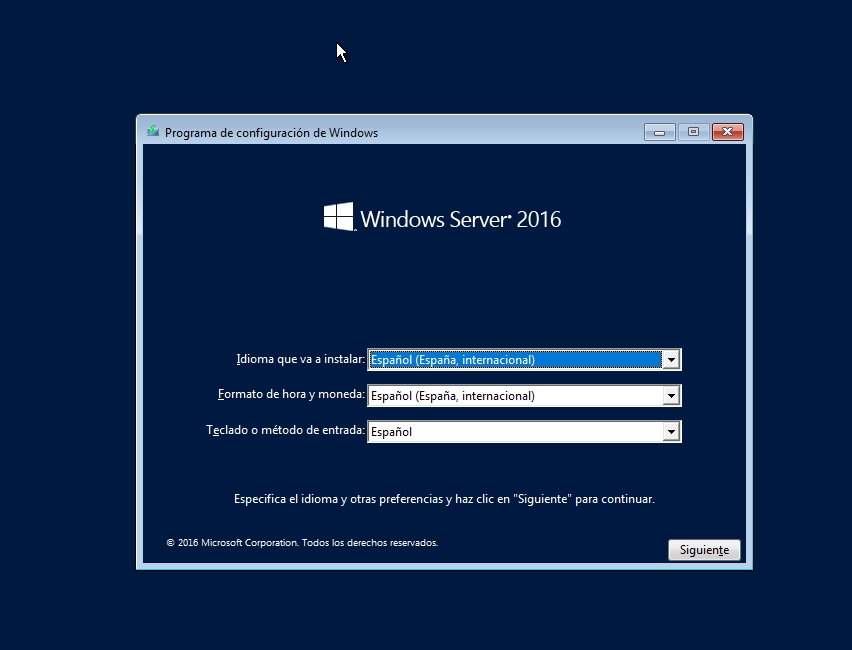 Programa de configuración de Windows
Windows Server® 2016
Idioma que va a instalar: Español (España, internacional)
Formato de hora y moneda: Español (España, internacional)
Teclado o método de entrada: Español
Especifica el idioma y otras preferencias y haz clic en "Siguiente" para continuar.
© 2016 Microsoft Corporation. Todos los derechos reservados.
Siguiente